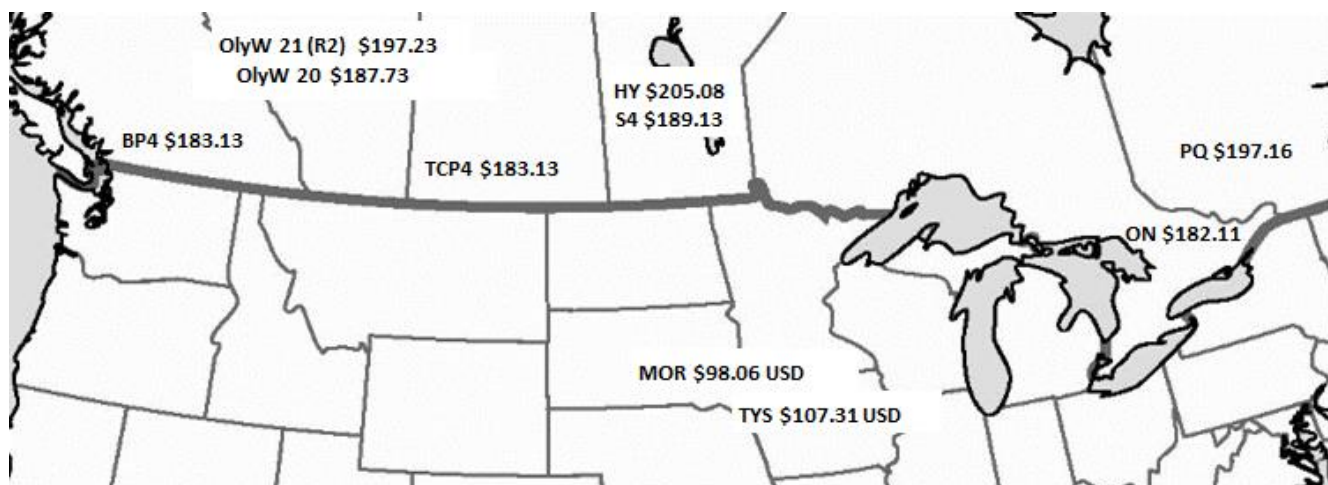 OlyW 21 (R2) $197.23
OlyW 20 $187.73
HY $205.08
S4 $189.13
BP4 $183.13
TCP4 $183.13
PQ $197.16
ON $182.11
MOR $98.06 USD
TYS $107.31 USD